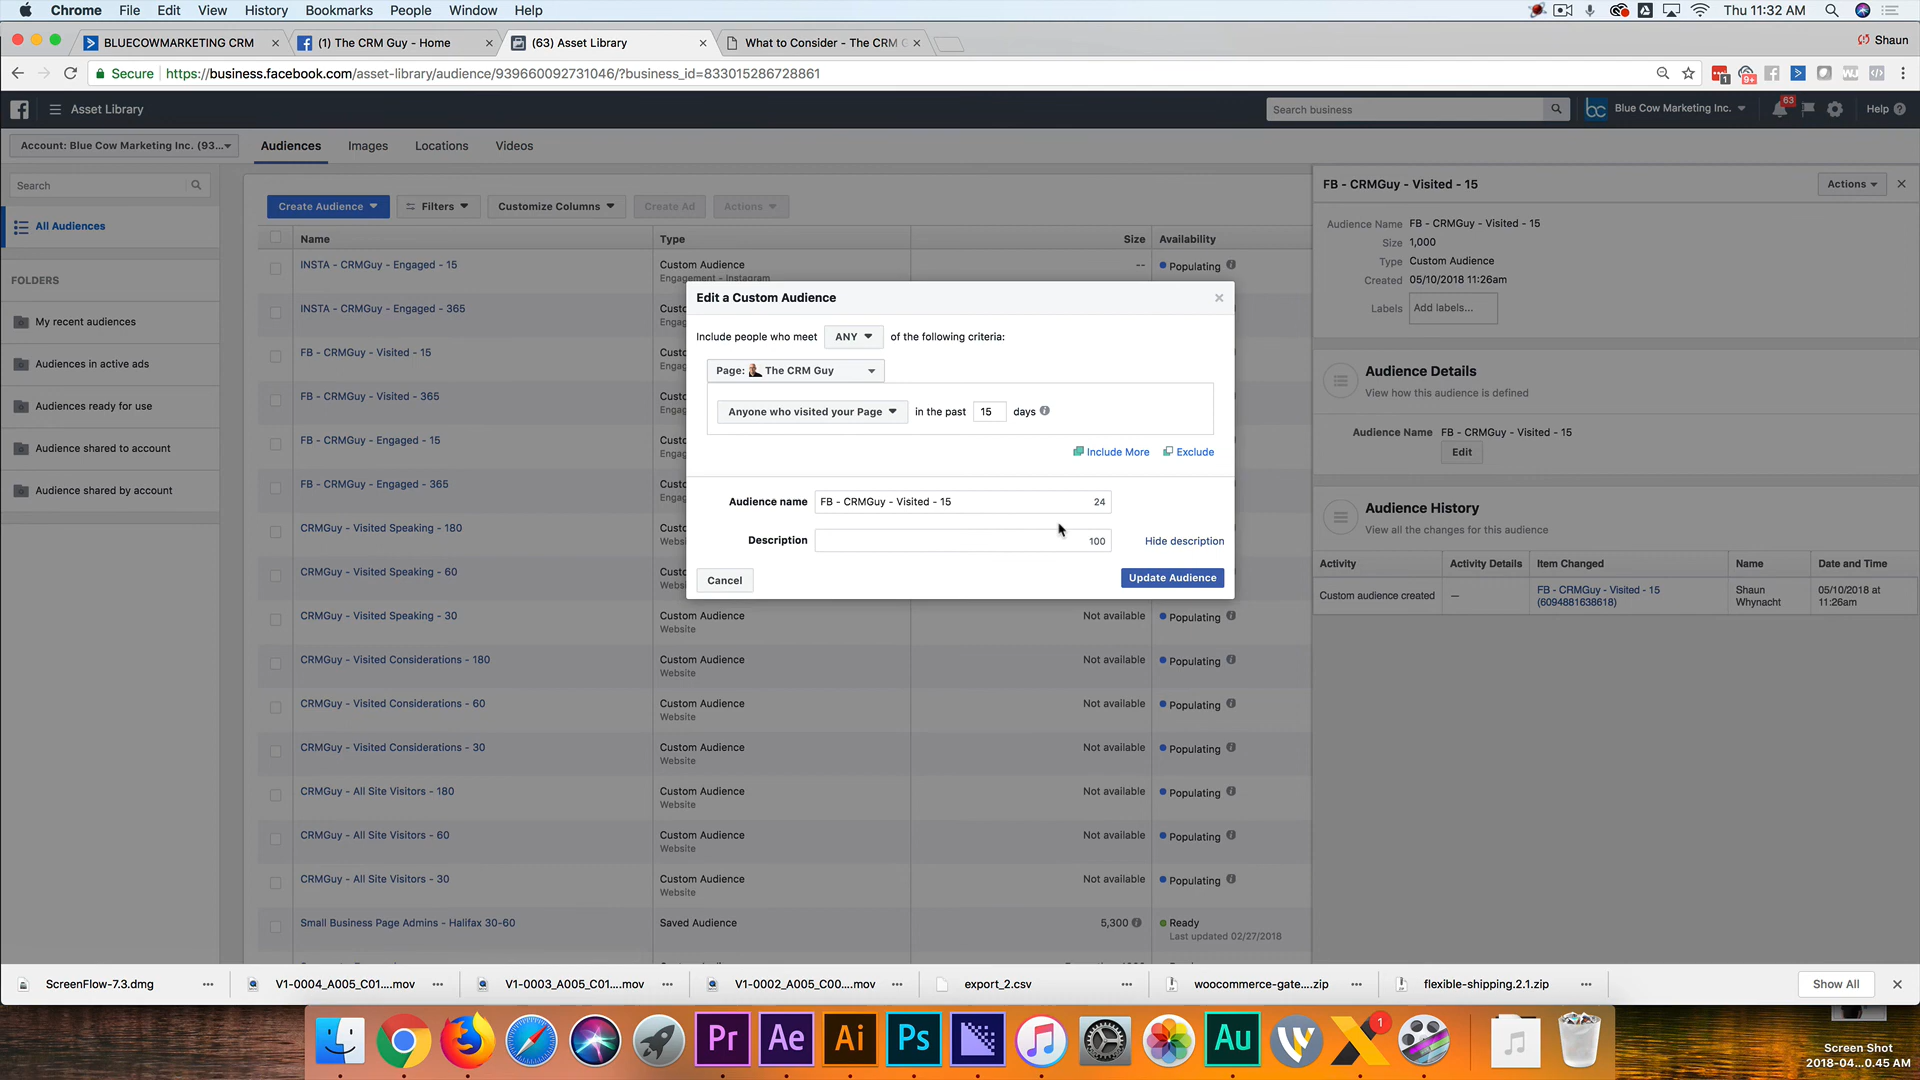 Chrome File Edit View History Bookmarks People Window Help Thu 11:32 AM
BLUECOWMARKETING CRM (1) The CRM Guy - Home (63) Asset Library What to Consider - The CRM G Shaun
Secure https://business.facebook.com/asset-library/audience/939660092731046/?business_id=833015286728861
Asset Library Search business Blue Cow Marketing Inc. 63 Help
Account: Blue Cow Marketing Inc. (93... Audiences Images Locations Videos
Search
All Audiences
FOLDERS
My recent audiences
Audiences in active ads
Audiences ready for use
Audience shared to account
Audience shared by account
Create Audience Filters Customize Columns Create Ad Actions
Name Type Size Availability
INSTA - CRMGuy - Engaged - 15 Custom Audience -- Populating
Engagement - Instagram
INSTA - CRMGuy - Engaged - 365
FB - CRMGuy - Visited - 15
FB - CRMGuy - Visited - 365
FB - CRMGuy - Engaged - 15
FB - CRMGuy - Engaged - 365
CRMGuy - Visited Speaking - 180
CRMGuy - Visited Speaking - 60
CRMGuy - Visited Speaking - 30 Custom Audience Not available Populating
Website
CRMGuy - Visited Considerations - 180 Custom Audience Not available Populating
Website
CRMGuy - Visited Considerations - 60 Custom Audience Not available Populating
Website
CRMGuy - Visited Considerations - 30 Custom Audience Not available Populating
Website
CRMGuy - All Site Visitors - 180 Custom Audience Not available Populating
Website
CRMGuy - All Site Visitors - 60 Custom Audience Not available Populating
Website
CRMGuy - All Site Visitors - 30 Custom Audience Not available Populating
Website
Small Business Page Admins - Halifax 30-60 Saved Audience 5,300 Ready
Last updated 02/27/2018
Edit a Custom Audience
Include people who meet ANY of the following criteria:
Page: The CRM Guy
Anyone who visited your Page in the past 15 days
Include More Exclude
Audience name FB - CRMGuy - Visited - 15 24
Description 100 Hide description
Cancel Update Audience
FB - CRMGuy - Visited - 15 Actions
Audience Name FB - CRMGuy - Visited - 15
Size 1,000
Type Custom Audience
Created 05/10/2018 11:26am
Labels Add labels...
Audience Details
View how this audience is defined
Audience Name FB - CRMGuy - Visited - 15
Edit
Audience History
View all the changes for this audience
Activity Activity Details Item Changed Name Date and Time
Custom audience created — FB - CRMGuy - Visited - 15 Shaun 05/10/2018 at
(6094881638618) Whynacht 11:26am
ScreenFlow-7.3.dmg V1-0004_A005_C01....mov V1-0003_A005_C01....mov V1-0002_A005_C00....mov export_2.csv woocommerce-gate....zip flexible-shipping.2.1.zip Show All
Pr Ae Ai Ps Au 1
Screen Shot
2018-04...0.45 AM